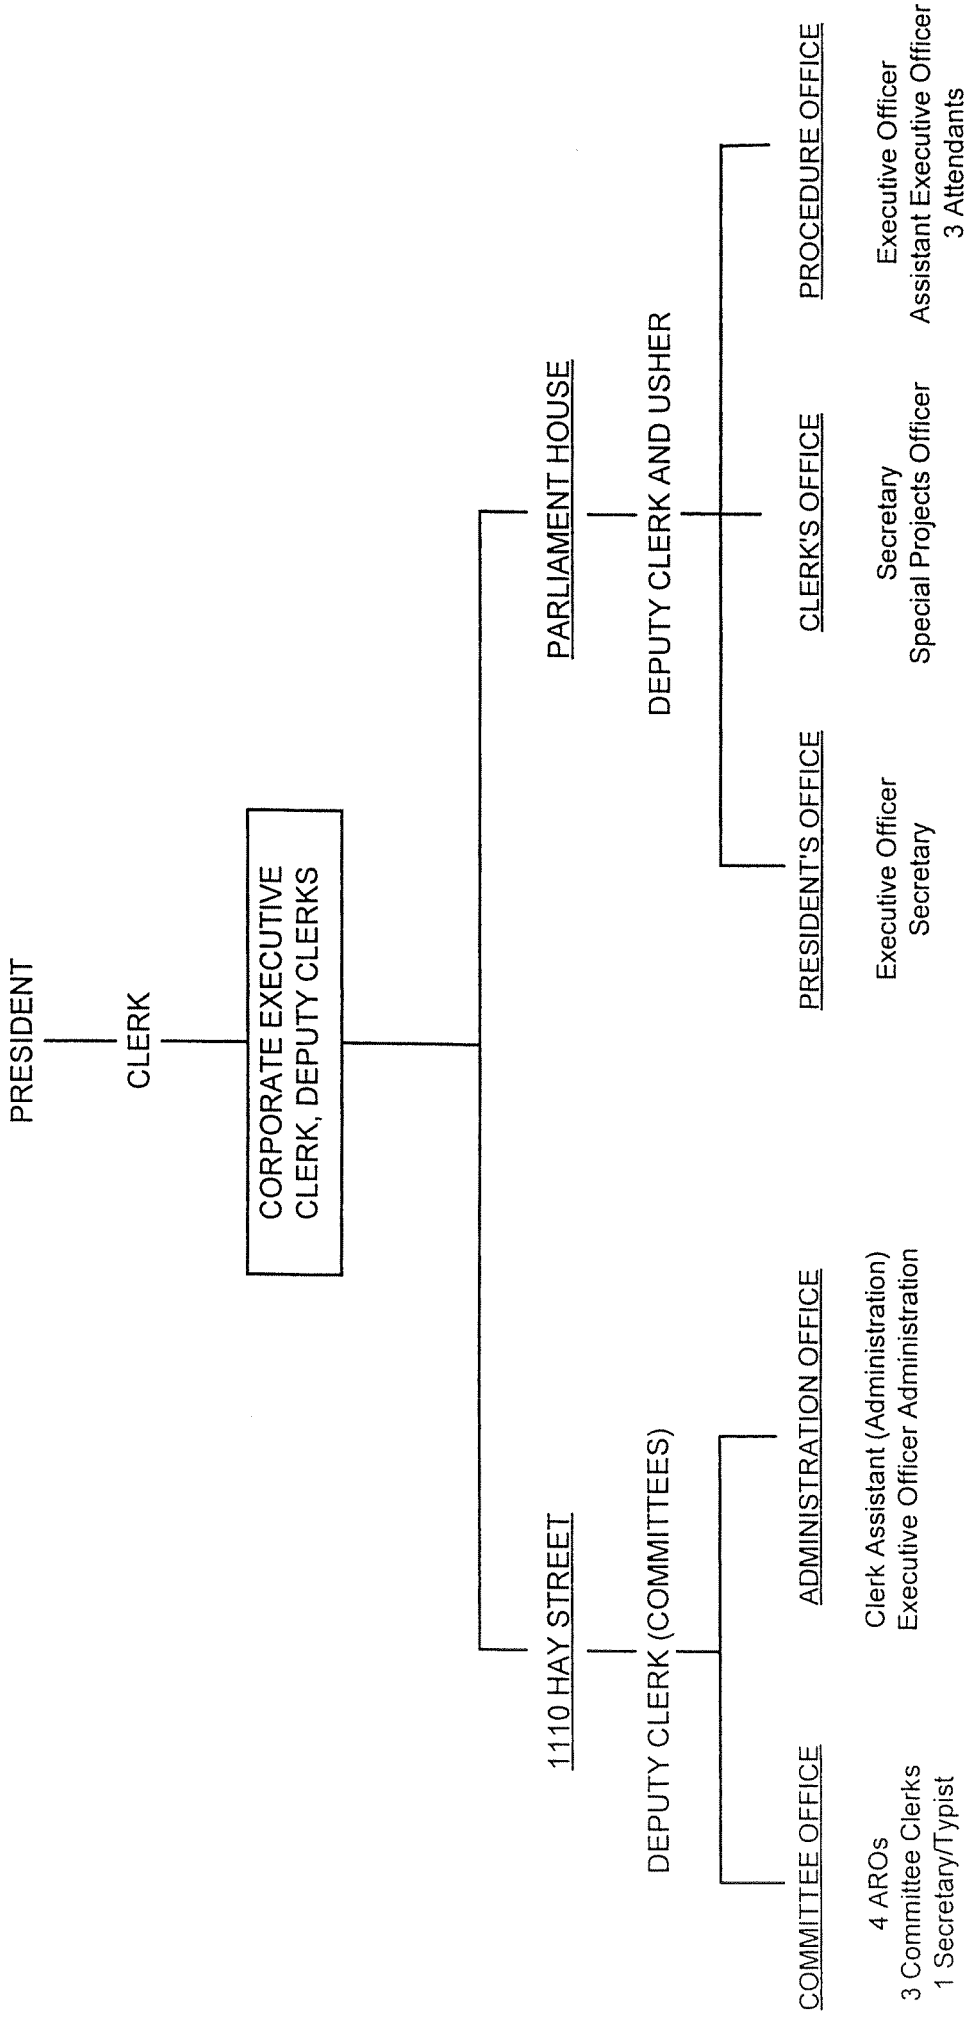 PRESIDENT
CLERK
CORPORATE EXECUTIVE
CLERK, DEPUTY CLERKS
1110 HAY STREET
DEPUTY CLERK (COMMITTEES)
COMMITTEE OFFICE
4 AROs
3 Committee Clerks
1 Secretary/Typist
ADMINISTRATION OFFICE
Clerk Assistant (Administration)
Executive Officer Administration
PARLIAMENT HOUSE
DEPUTY CLERK AND USHER
PRESIDENT'S OFFICE
Executive Officer
Secretary
CLERK'S OFFICE
Secretary
Special Projects Officer
PROCEDURE OFFICE
Executive Officer
Assistant Executive Officer
3 Attendants